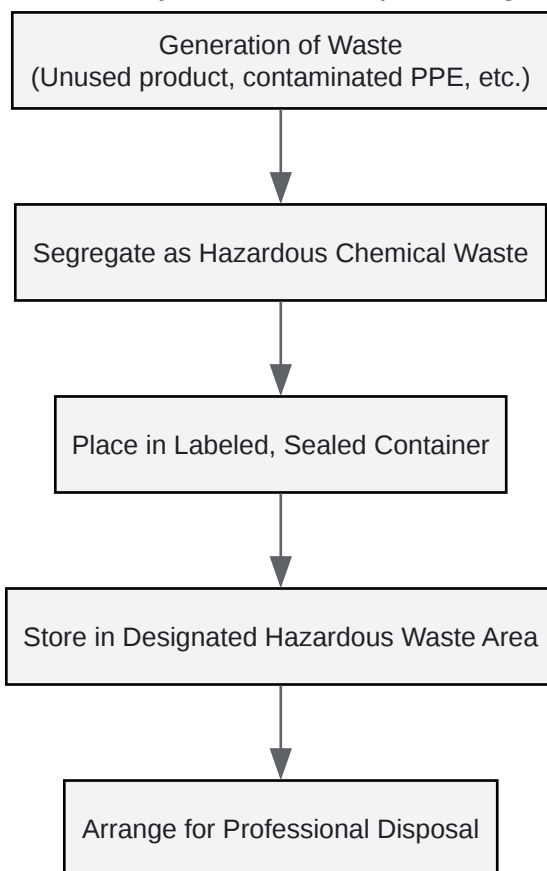 Generation of Waste
(Unused product, contaminated PPE, etc.)
Segregate as Hazardous Chemical Waste
Place in Labeled, Sealed Container
Store in Designated Hazardous Waste Area
Arrange for Professional Disposal